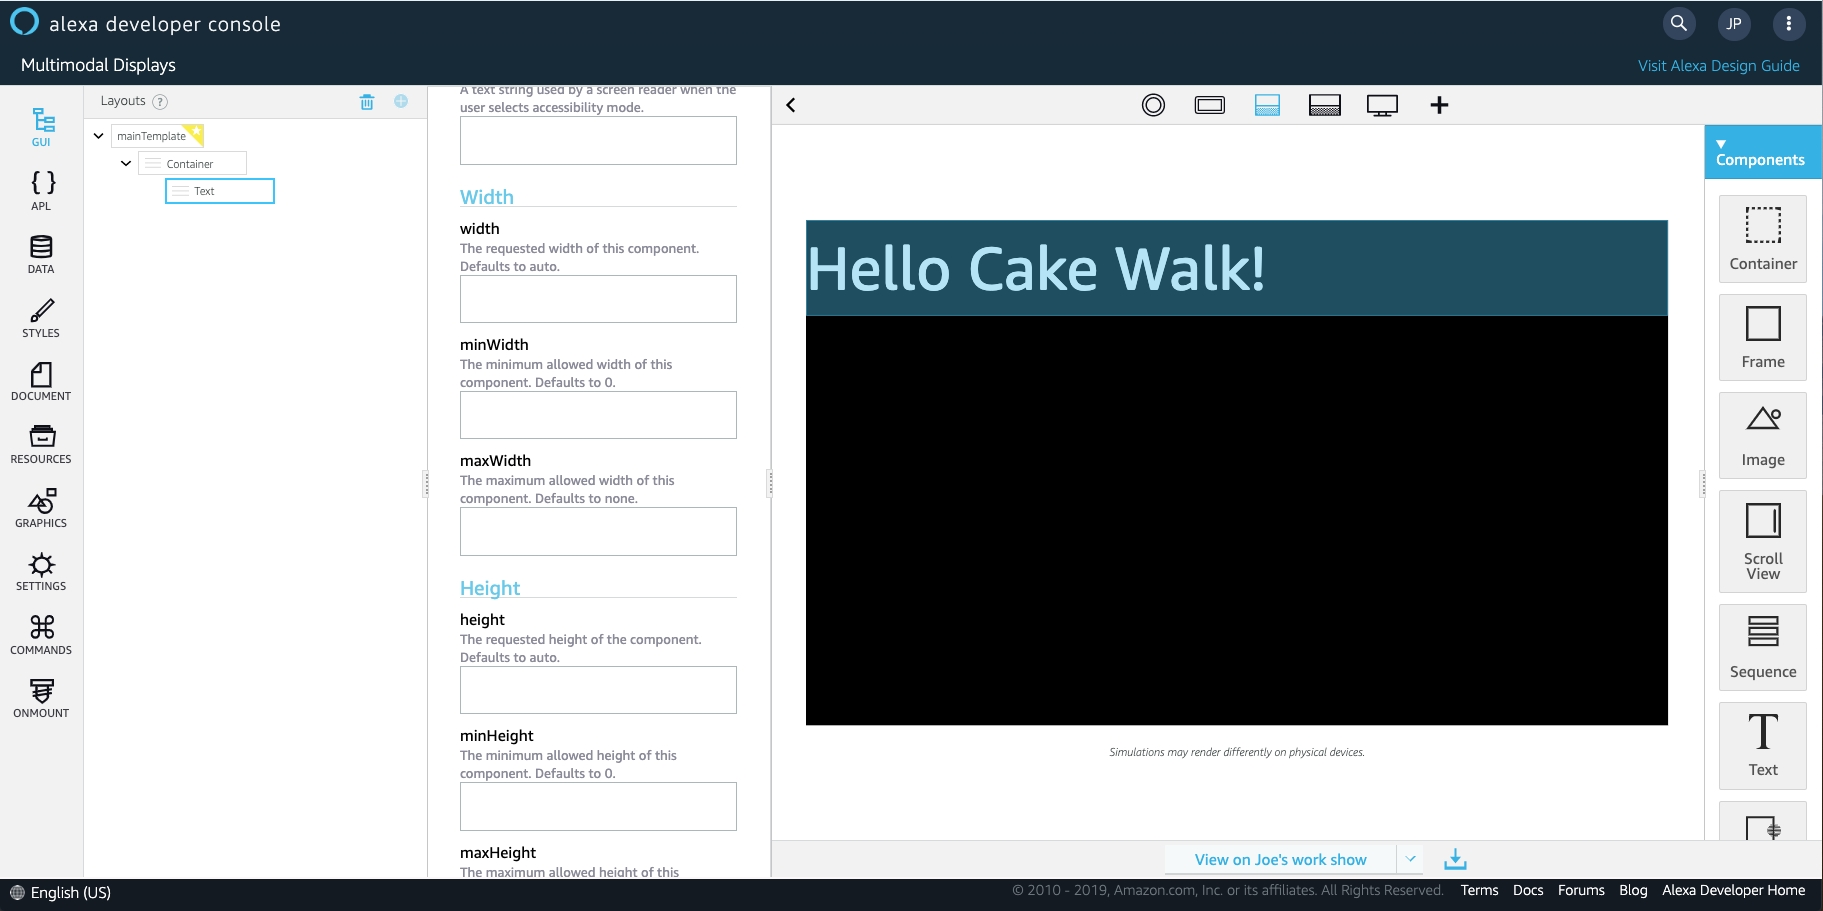 alexa developer console
JP
Multimodal Displays
Visit Alexa Design Guide
GUI
APL
DATA
STYLES
DOCUMENT
RESOURCES
GRAPHICS
SETTINGS
COMMANDS
ONMOUNT
Layouts ?
mainTemplate
Container
Text
A text string used by a screen reader when the
user selects accessibility mode.
Width
width
The requested width of this component.
Defaults to auto.
minWidth
The minimum allowed width of this
component. Defaults to 0.
maxWidth
The maximum allowed width of this
component. Defaults to none.
Height
height
The requested height of the component.
Defaults to auto.
minHeight
The minimum allowed height of this
component. Defaults to 0.
maxHeight
The maximum allowed height of this
Hello Cake Walk!
Simulations may render differently on physical devices.
View on Joe's work show
Components
Container
Frame
Image
Scroll
View
Sequence
T
Text
English (US)
© 2010 - 2019, Amazon.com, Inc. or its affiliates. All Rights Reserved. Terms Docs Forums Blog Alexa Developer Home